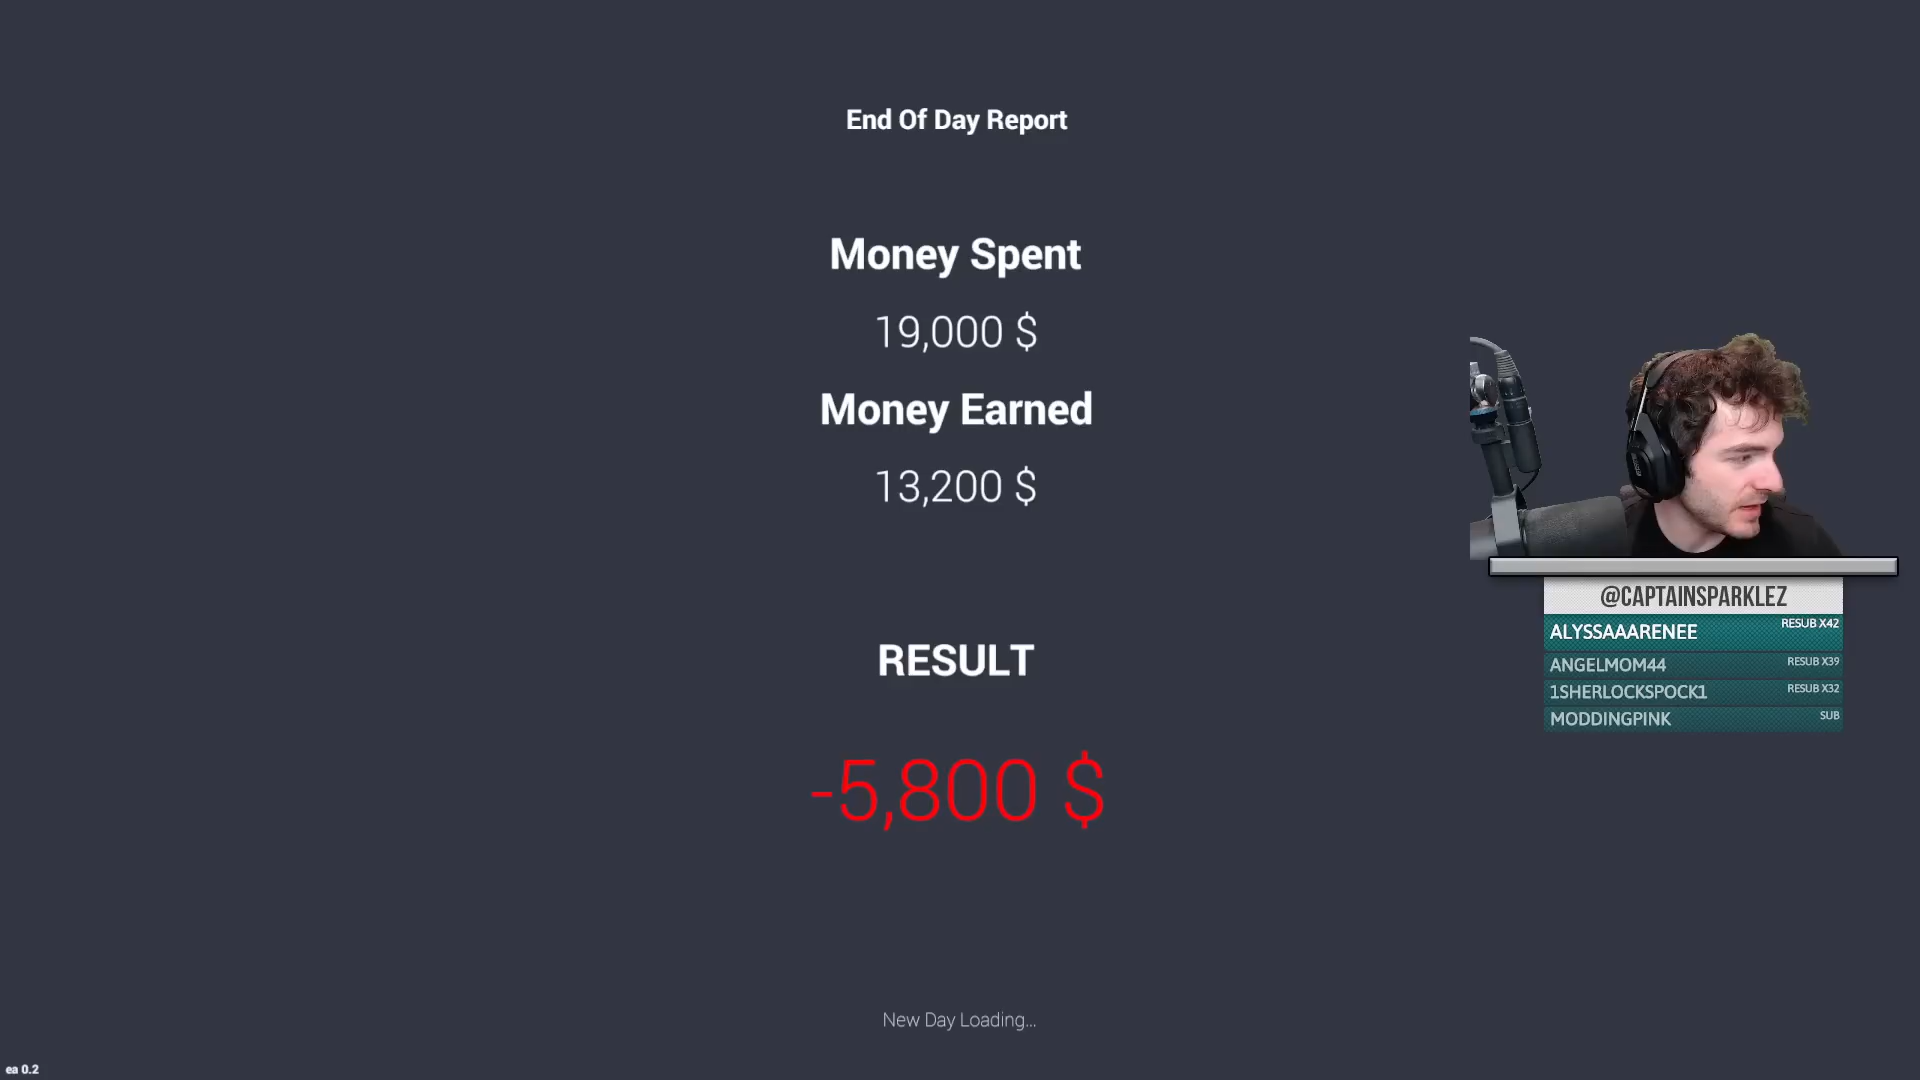 End Of Day Report
Money Spent
19,000 $
Money Earned
13,200 $
RESULT
-5,800 $
New Day Loading...
ea 0.2
@CAPTAINSPARKLEZ
ALYSSAAARENEE RESUB X42
ANGELMOM44 RESUB X39
1SHERLOCKSPOCK1 RESUB X32
MODDINGPINK SUB